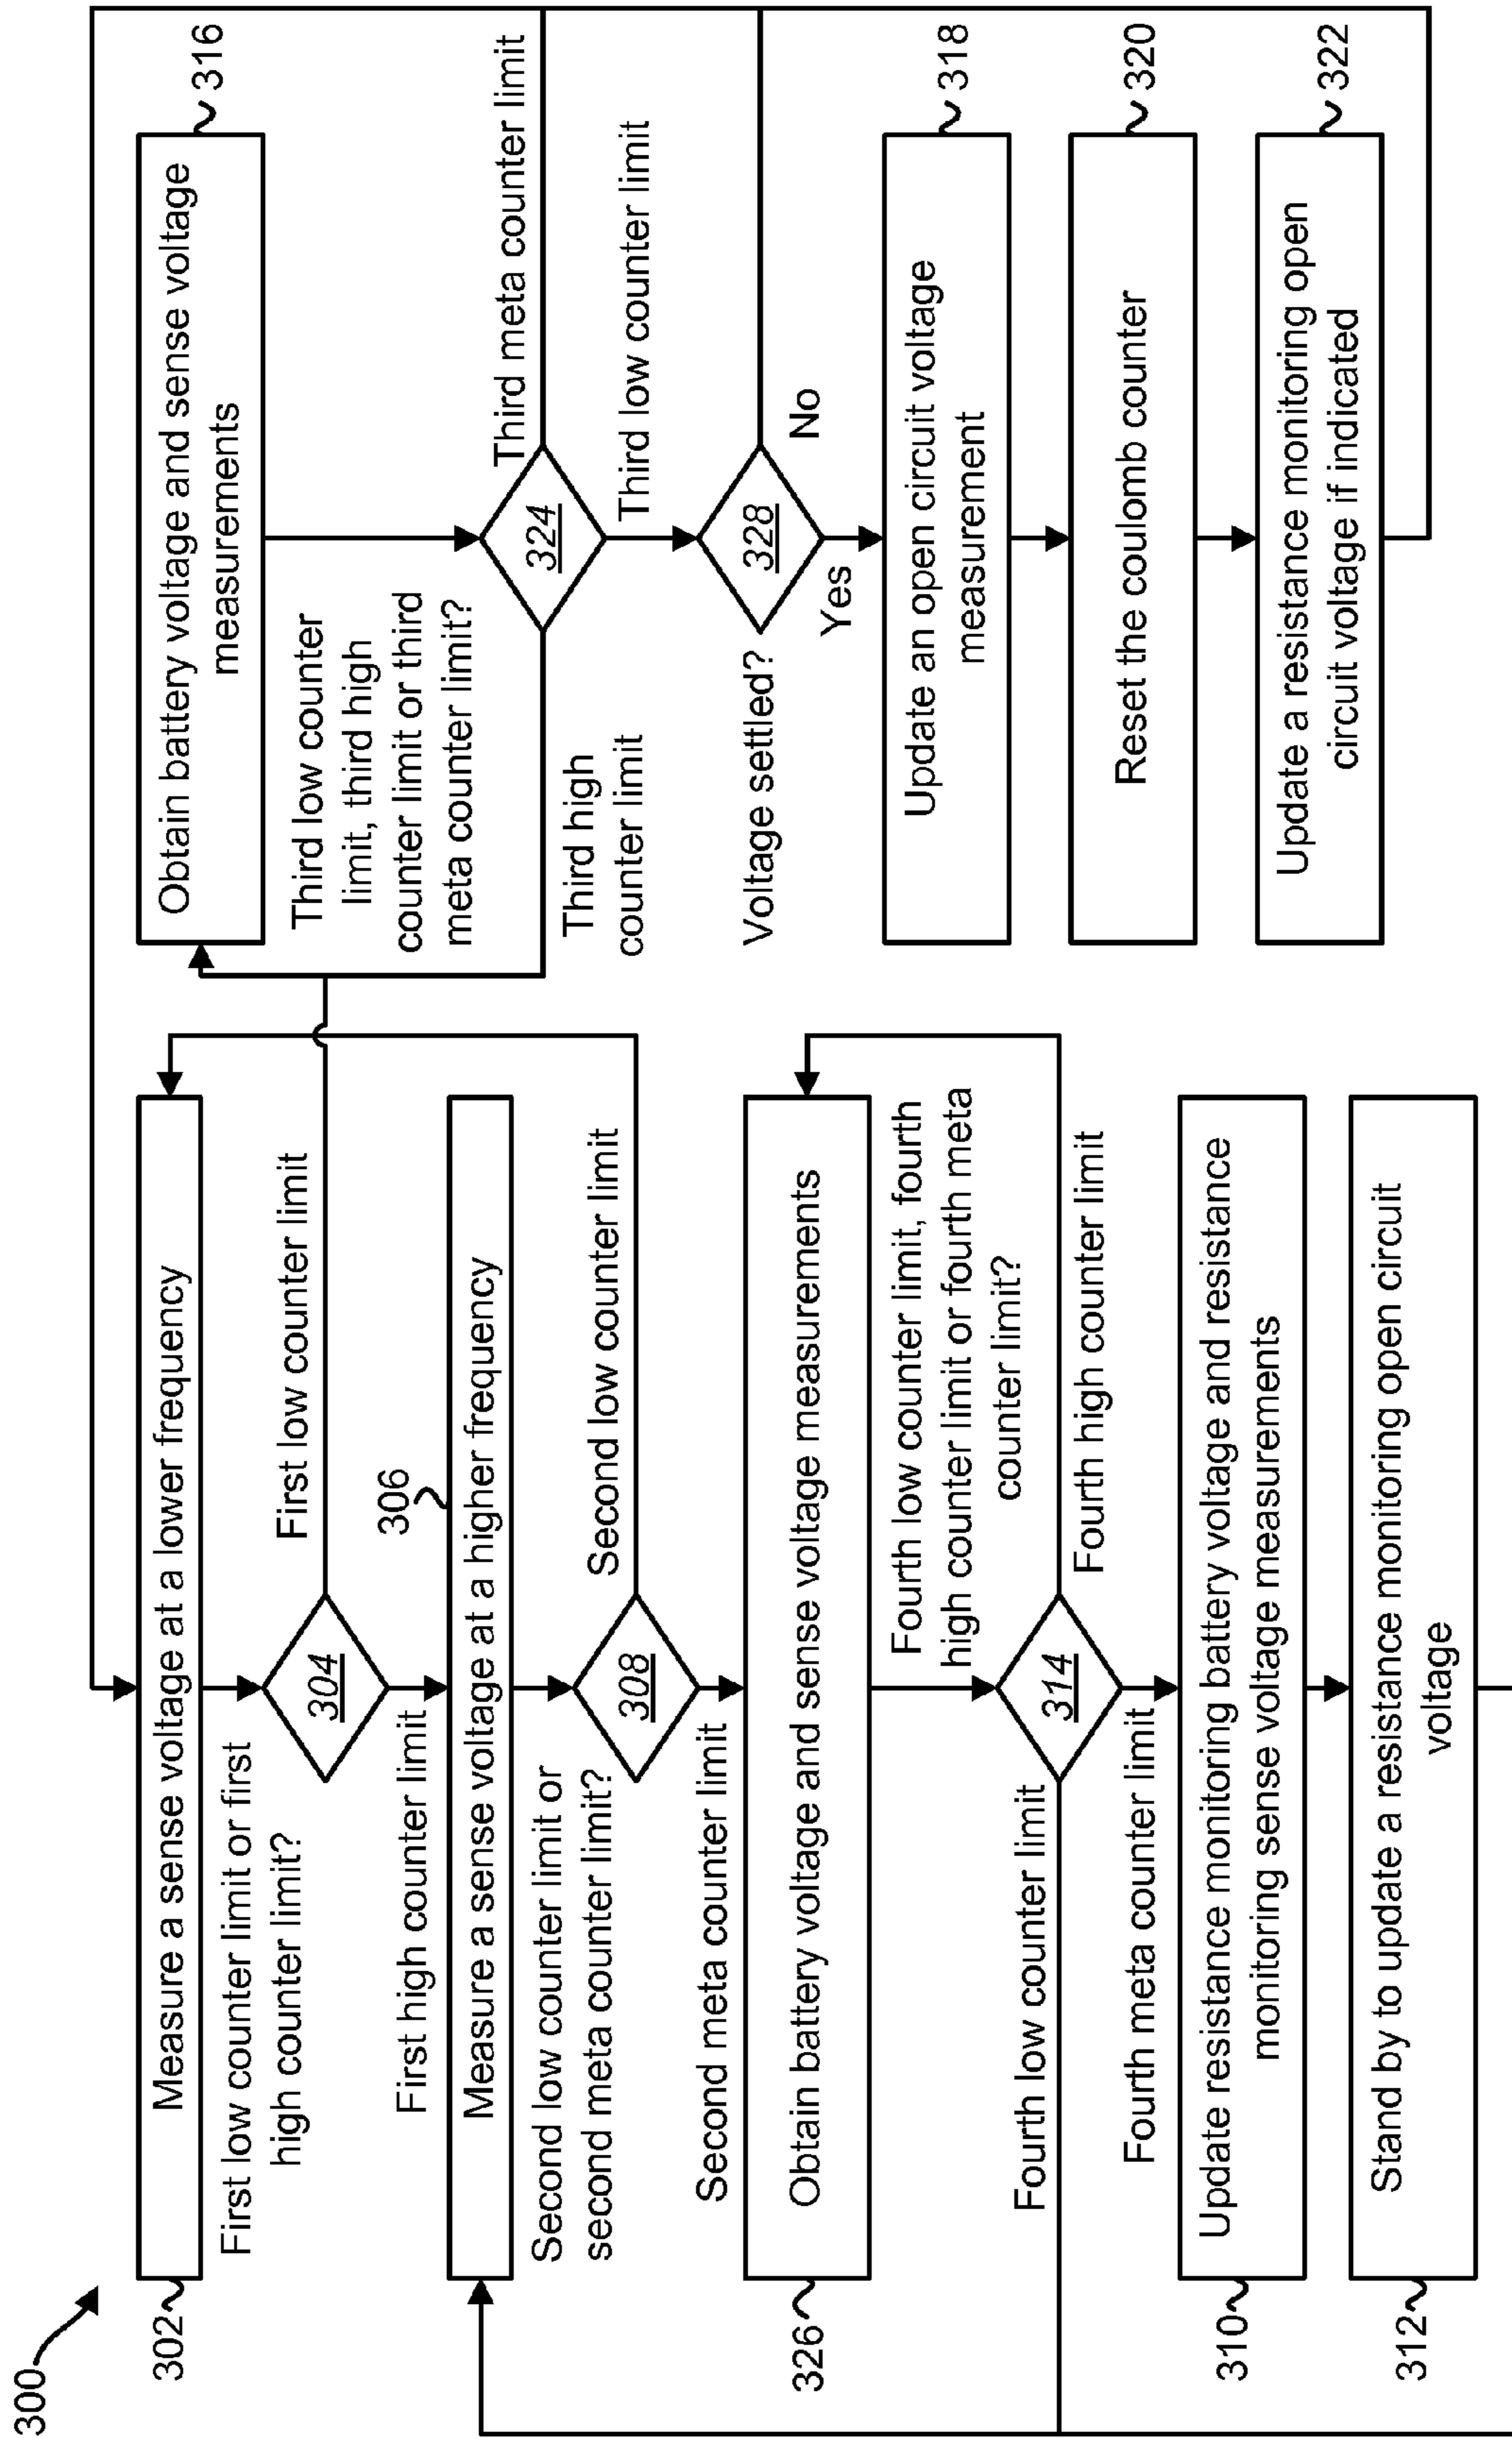 300
302
Measure a sense voltage at a lower frequency
First low counter limit or first
high counter limit?
304
First low counter limit
First high counter limit
306
Measure a sense voltage at a higher frequency
Second low counter limit or
second meta counter limit?
308
Second low counter limit
Second meta counter limit
326
Obtain battery voltage and sense voltage measurements
Fourth low counter limit, fourth
high counter limit or fourth meta
counter limit?
314
Fourth low counter limit
Fourth high counter limit
Fourth meta counter limit
310
Update resistance monitoring battery voltage and resistance
monitoring sense voltage measurements
312
Stand by to update a resistance monitoring open circuit
voltage
316
Obtain battery voltage and sense voltage
measurements
Third low counter
limit, third high
counter limit or third
meta counter limit?
324
Third meta counter limit
Third high
counter limit
Third low counter limit
Voltage settled?
328
No
Yes
318
Update an open circuit voltage
measurement
320
Reset the coulomb counter
322
Update a resistance monitoring open
circuit voltage if indicated